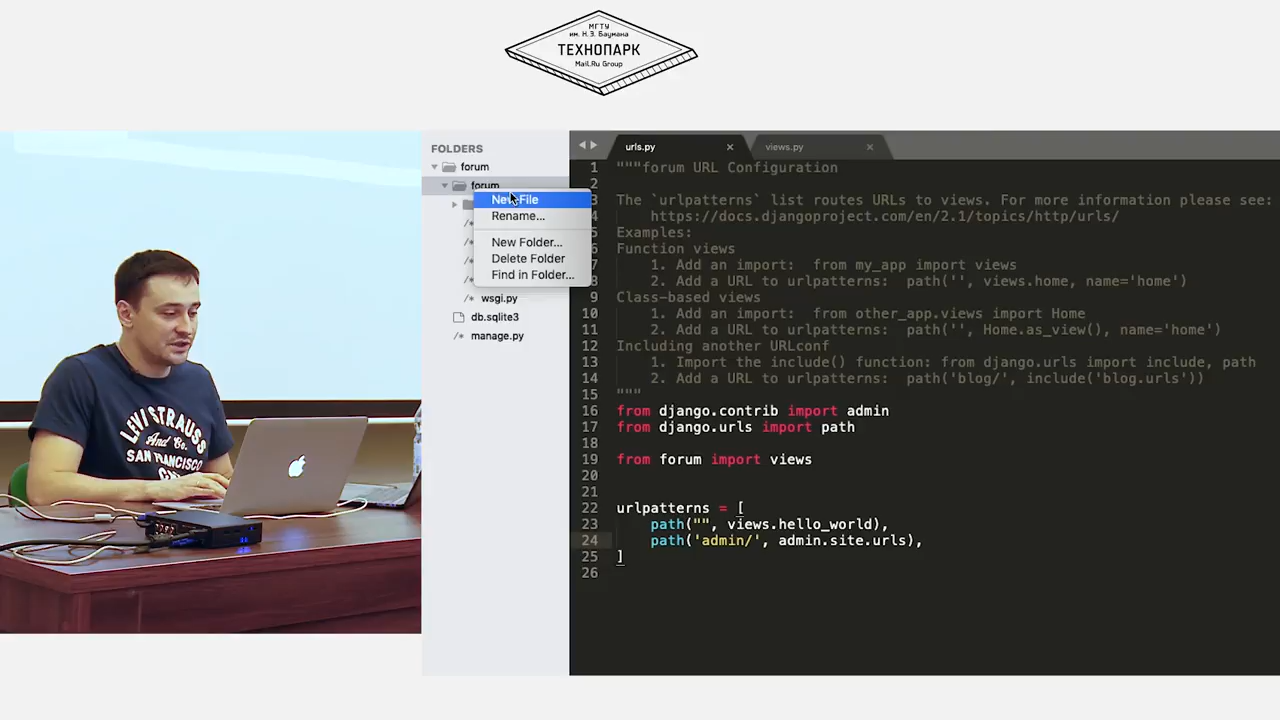 МГТУ
им. Н.Э. Баумана
ТЕХНОПАРК
Mail.Ru Group
FOLDERS
forum
forum
New File
Rename...
New Folder...
Delete Folder
Find in Folder...
wsgi.py
db.sqlite3
manage.py
LEVI STRAUSS
And Co.
SAN FRANCISCO
urls.py
views.py
1 """forum URL Configuration
2
3 The `urlpatterns` list routes URLs to views. For more information please see:
4 https://docs.djangoproject.com/en/2.1/topics/http/urls/
5 Examples:
6 Function views
7 1. Add an import:  from my_app import views
8 2. Add a URL to urlpatterns:  path('', views.home, name='home')
9 Class-based views
10 1. Add an import:  from other_app.views import Home
11 2. Add a URL to urlpatterns:  path('', Home.as_view(), name='home')
12 Including another URLconf
13 1. Import the include() function: from django.urls import include, path
14 2. Add a URL to urlpatterns:  path('blog/', include('blog.urls'))
15 """
16 from django.contrib import admin
17 from django.urls import path
18
19 from forum import views
20
21
22 urlpatterns = [
23 path("", views.hello_world),
24 path('admin/', admin.site.urls),
25 ]
26